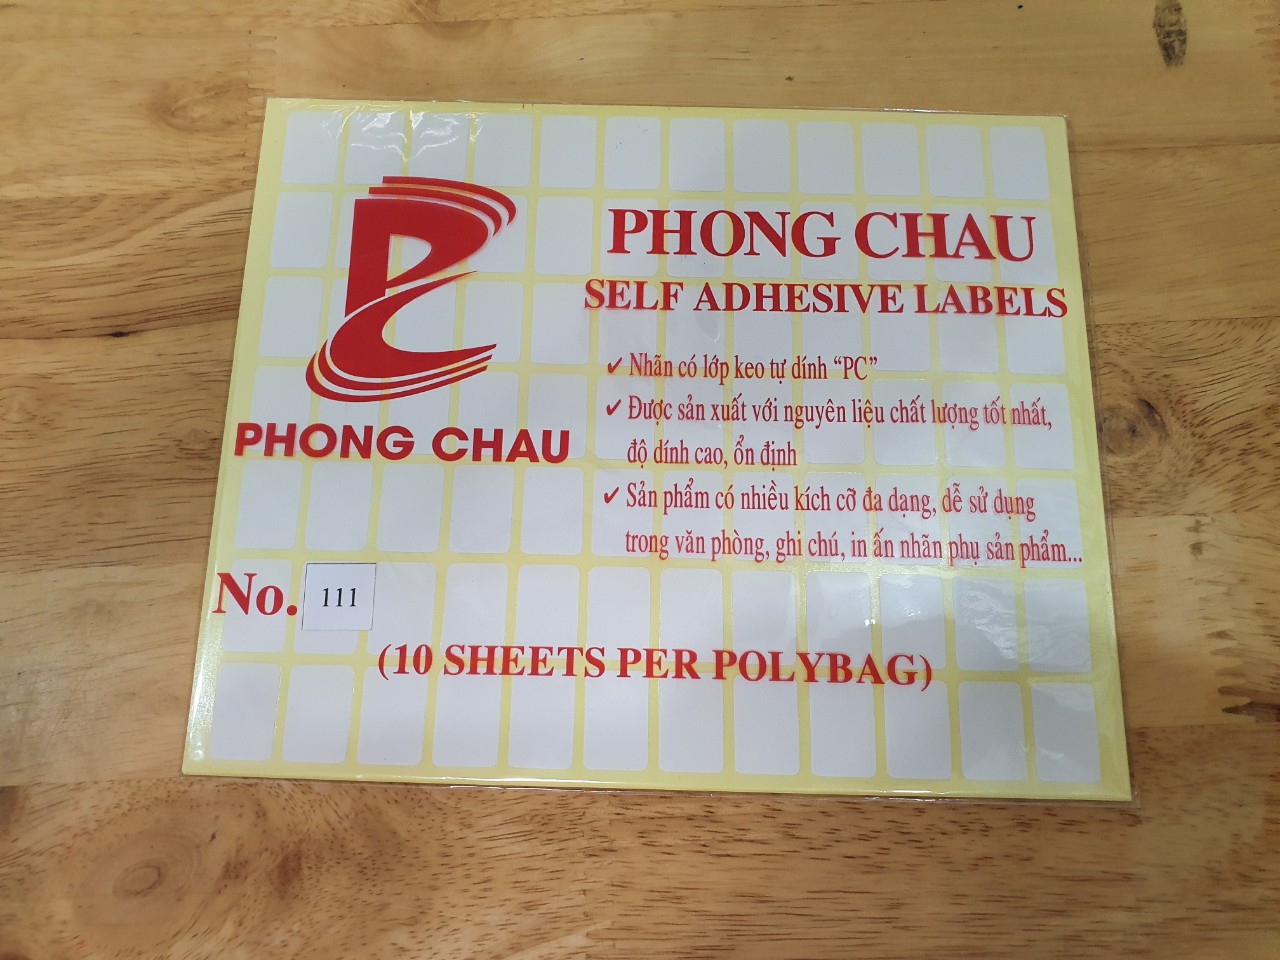 PHONG CHAU
PHONG CHAU
SELF ADHESIVE LABELS
✓ Nhãn có lớp keo tự dính “PC”
✓ Được sản xuất với nguyên liệu chất lượng tốt nhất,
độ dính cao, ổn định
✓ Sản phẩm có nhiều kích cỡ đa dạng, dễ sử dụng
trong văn phòng, ghi chú, in ấn nhãn phụ sản phẩm...
No. 111
(10 SHEETS PER POLYBAG)